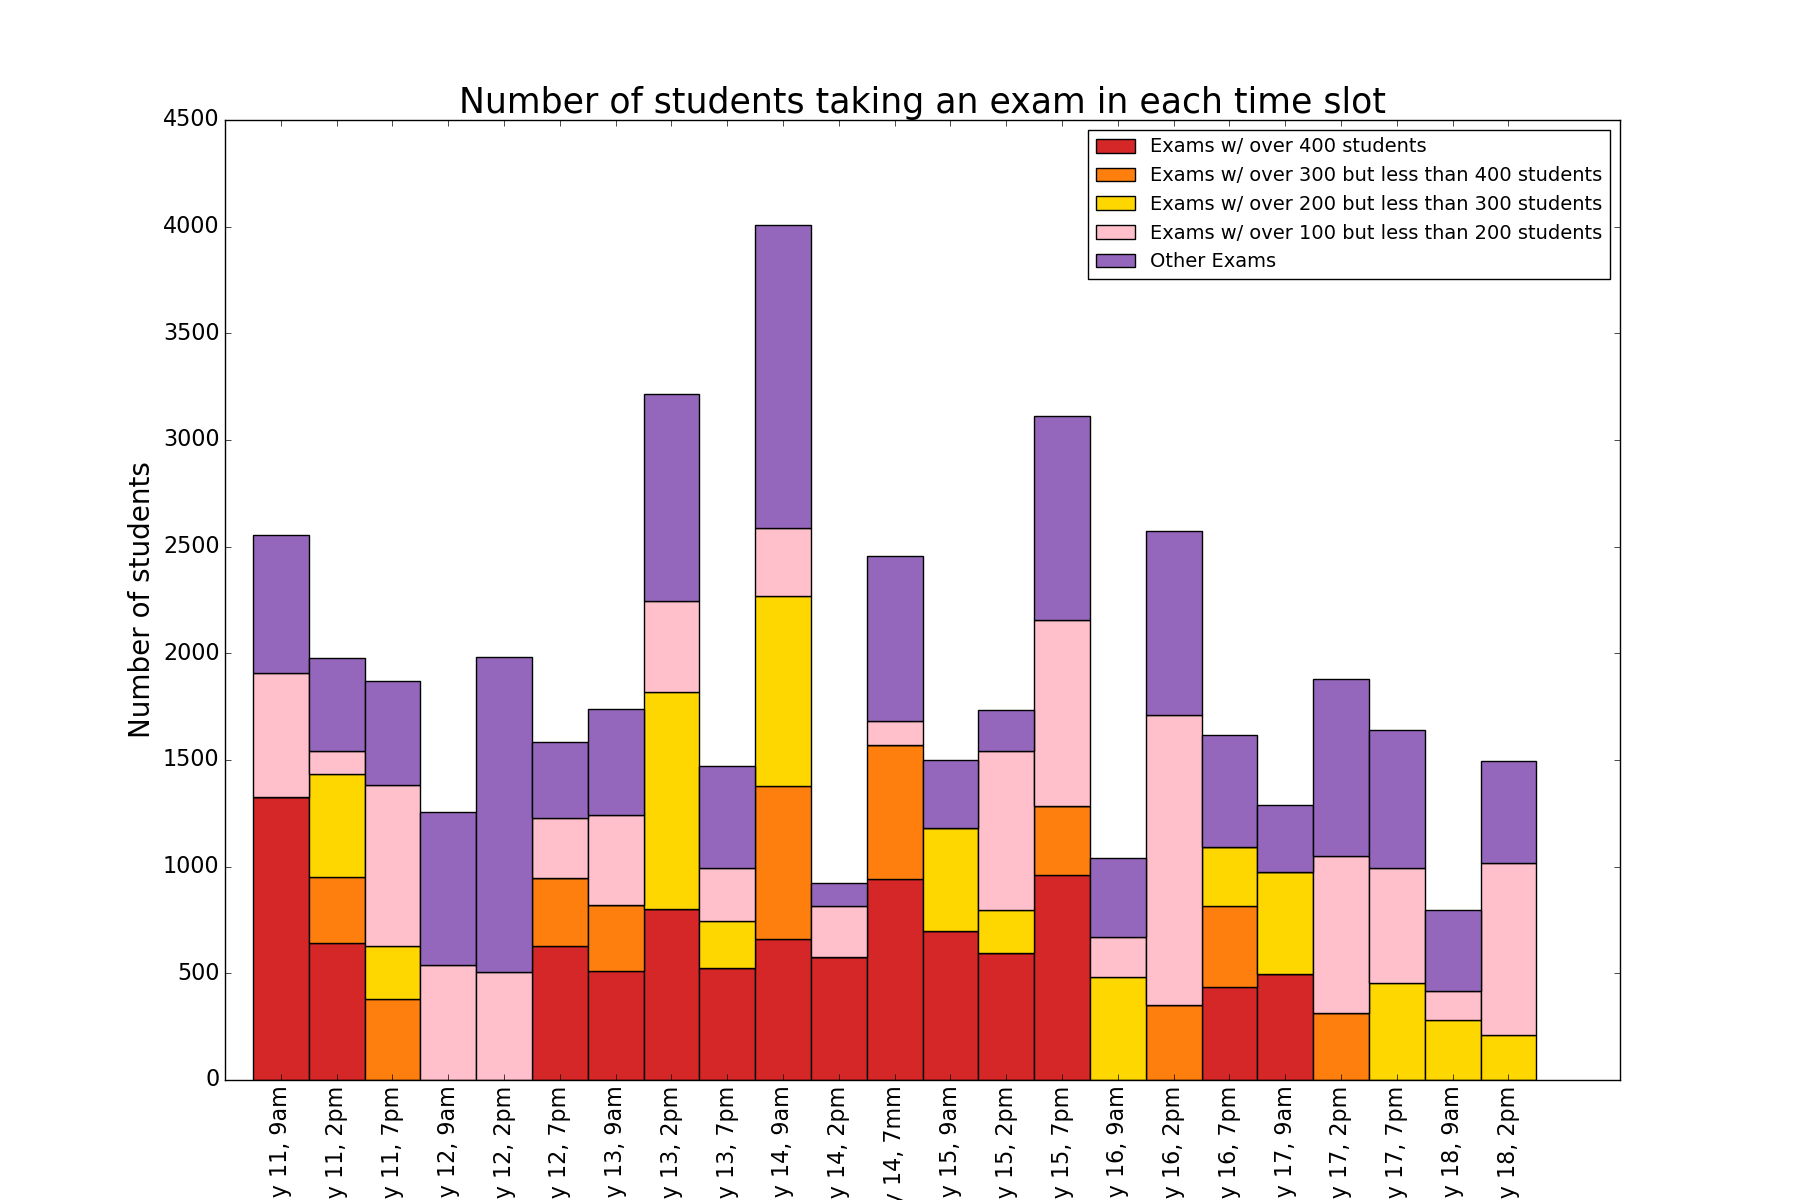 Number of students taking an exam in each time slot
Exams w/ over 400 students
Exams w/ over 300 but less than 400 students
Exams w/ over 200 but less than 300 students
Exams w/ over 100 but less than 200 students
Other Exams
Number of students
4500
4000
3500
3000
2500
2000
1500
1000
500
0
y 11, 9am
y 11, 2pm
y 11, 7pm
y 12, 9am
y 12, 2pm
y 12, 7pm
y 13, 9am
y 13, 2pm
y 13, 7pm
y 14, 9am
y 14, 2pm
y 14, 7mm
y 15, 9am
y 15, 2pm
y 15, 7pm
y 16, 9am
y 16, 2pm
y 16, 7pm
y 17, 9am
y 17, 2pm
y 17, 7pm
y 18, 9am
y 18, 2pm